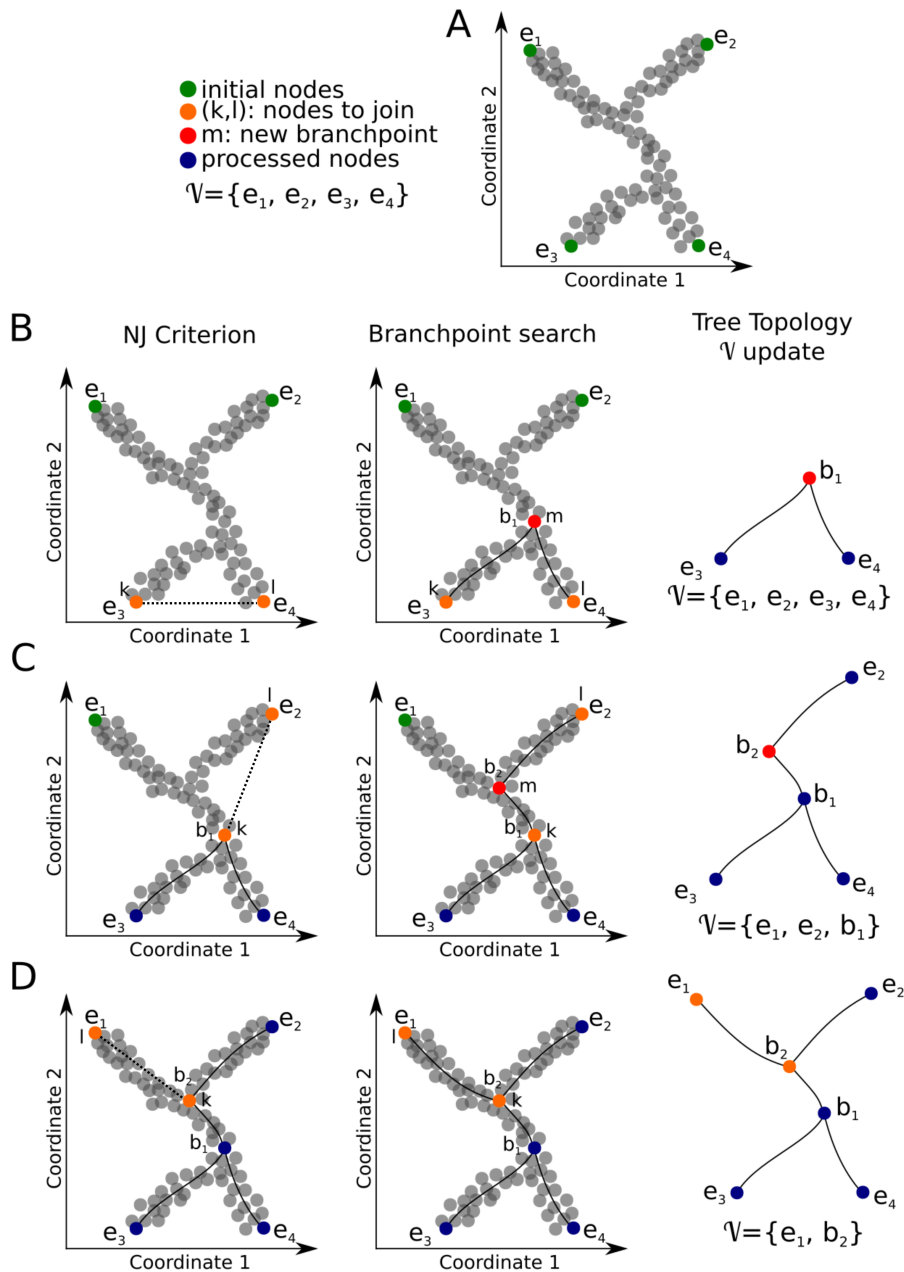 A
e₁
e₂
initial nodes
(k,l): nodes to join
m: new branchpoint
processed nodes
𝒱={e₁, e₂, e₃, e₄}
Coordinate 2
e₃
e₄
Coordinate 1
B
NJ Criterion
Branchpoint search
Tree Topology
𝒱 update
e₁
e₂
Coordinate 2
k
l
e₃
e₄
Coordinate 1
e₁
e₂
Coordinate 2
b₁
m
k
l
e₃
e₄
Coordinate 1
b₁
e₃
e₄
𝒱={e₁, e₂, e₃, e₄}
C
l
e₁
e₂
Coordinate 2
b₁
k
e₃
e₄
Coordinate 1
l
e₁
e₂
Coordinate 2
b₂
m
b₁
k
e₃
e₄
Coordinate 1
e₂
b₂
b₁
e₃
e₄
𝒱={e₁, e₂, b₁}
D
e₁
l
e₂
Coordinate 2
b₂
k
b₁
e₃
e₄
Coordinate 1
e₁
l
e₂
Coordinate 2
b₂
k
b₁
e₃
e₄
Coordinate 1
e₁
e₂
b₂
b₁
e₃
e₄
𝒱={e₁, b₂}